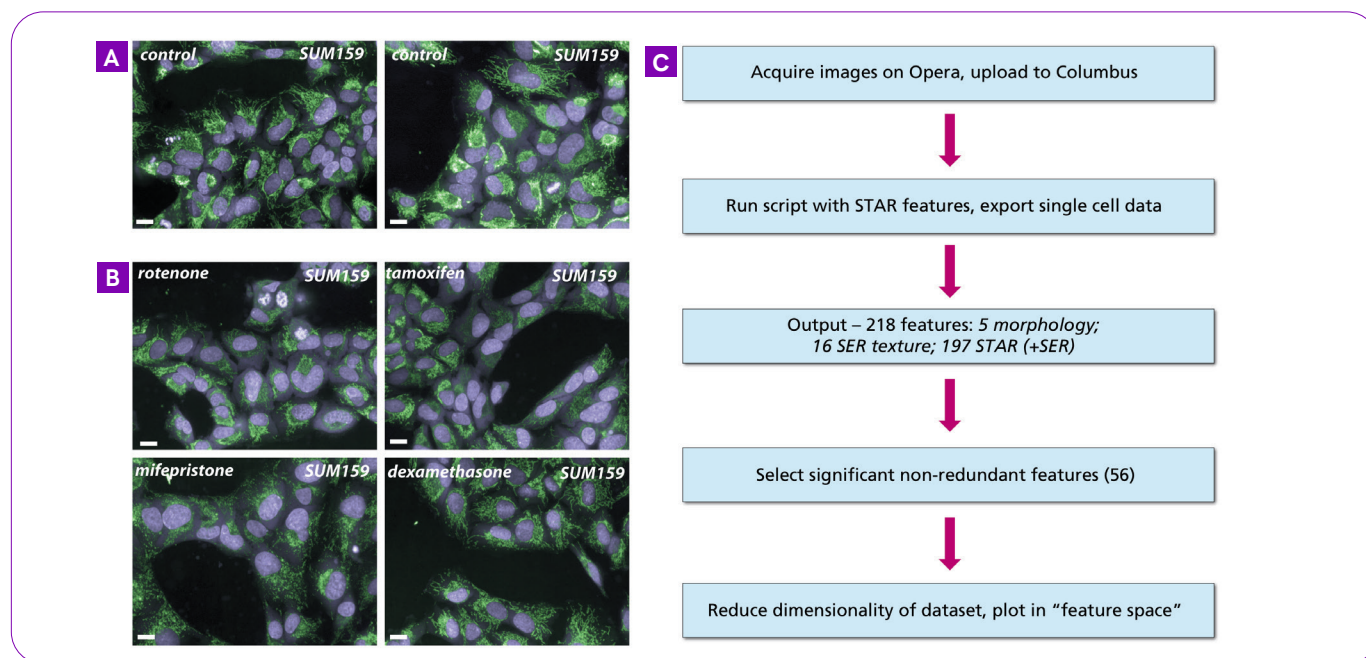 A
control SUM159
control SUM159
B
rotenone SUM159
tamoxifen SUM159
mifepristone SUM159
dexamethasone SUM159
C
Acquire images on Opera, upload to Columbus
Run script with STAR features, export single cell data
Output – 218 features: 5 morphology;
16 SER texture; 197 STAR (+SER)
Select significant non-redundant features (56)
Reduce dimensionality of dataset, plot in “feature space”